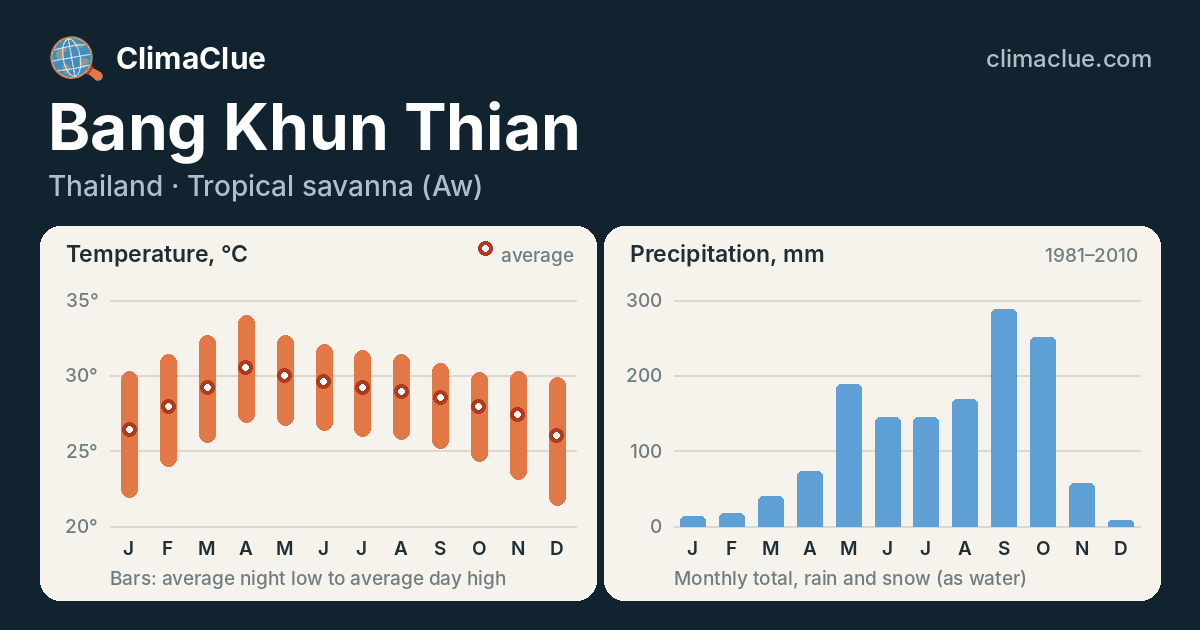 ClimaClue
climaclue.com
Bang Khun Thian
Thailand · Tropical savanna (Aw)
Temperature, °C
average
35°
30°
25°
20°
J F M A M J J A S O N D
Bars: average night low to average day high
Precipitation, mm
1981–2010
300
200
100
0
J F M A M J J A S O N D
Monthly total, rain and snow (as water)